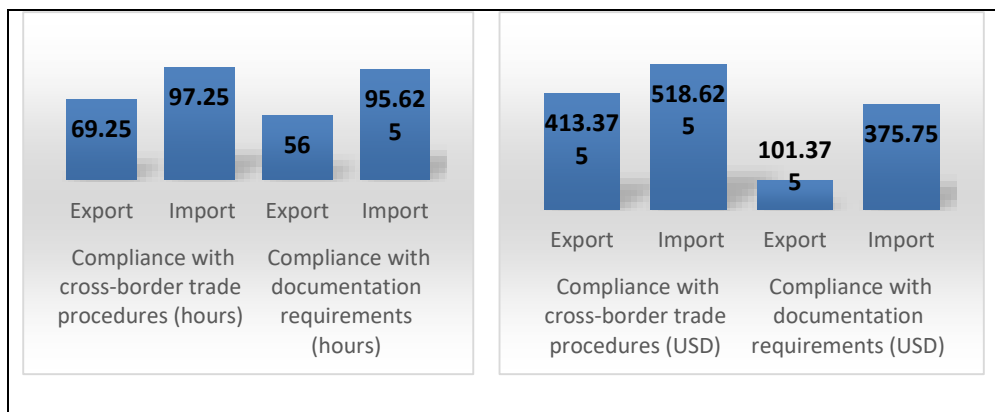 69.25
97.25
56
95.62
5
Export Import Export Import
Compliance with
cross-border trade
procedures (hours)
Compliance with
documentation
requirements
(hours)
413.37
5
518.62
5
101.37
5
375.75
Export Import Export Import
Compliance with
cross-border trade
procedures (USD)
Compliance with
documentation
requirements (USD)